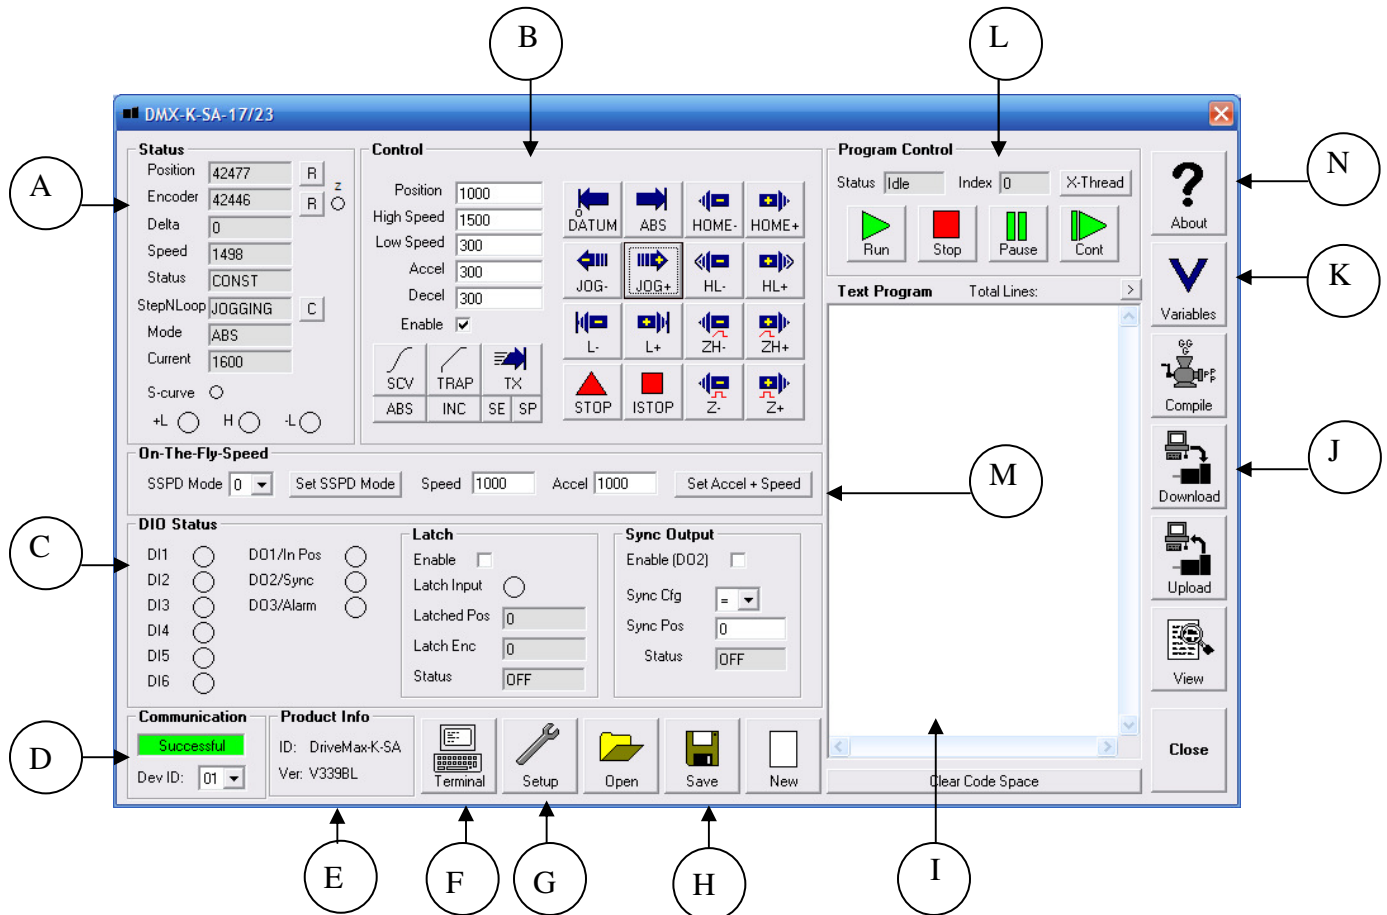 B
L
DMX-K-SA-17/23
A
Status
Position 42477 R
Z
Encoder 42446 R
Delta 0
Speed 1498
Status CONST
StepNLoop JOGGING C
Mode ABS
Current 1600
S-curve
+L H -L
Control
Position 1000
High Speed 1500
Low Speed 300
Accel 300
Decel 300
Enable
SCV TRAP TX
ABS INC SE SP
DATUM ABS HOME- HOME+
JOG- JOG+ HL- HL+
L- L+ ZH- ZH+
STOP ISTOP Z- Z+
Program Control
Status Idle Index 0 X-Thread
Run Stop Pause Cont
Text Program Total Lines: >
About
N
Variables
K
GG
G
P P
P
Compile
Download
J
Upload
View
Close
On-The-Fly-Speed
SSPD Mode 0 Set SSPD Mode Speed 1000 Accel 1000 Set Accel + Speed
M
C
DIO Status
DI1 DO1/In Pos
DI2 DO2/Sync
DI3 DO3/Alarm
DI4
DI5
DI6
Latch
Enable
Latch Input
Latched Pos 0
Latch Enc 0
Status OFF
Sync Output
Enable (DO2)
Sync Cfg =
Sync Pos 0
Status OFF
D
Communication
Successful
Dev ID: 01
Product Info
ID: DriveMax-K-SA
Ver: V339BL
Terminal Setup Open Save New
Clear Code Space
E
F
G
H
I